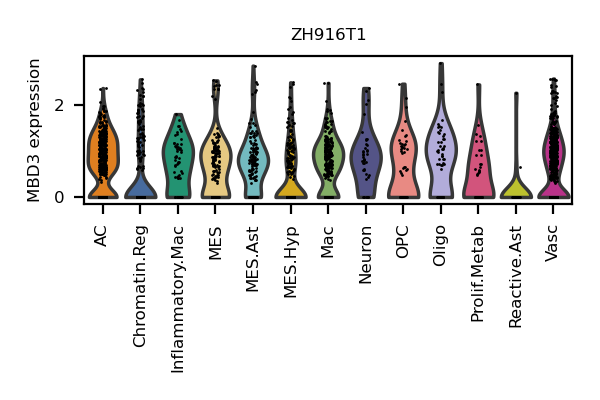 ZH916T1
MBD3 expression
2
0
AC
Chromatin.Reg
Inflammatory.Mac
MES
MES.Ast
MES.Hyp
Mac
Neuron
OPC
Oligo
Prolif.Metab
Reactive.Ast
Vasc